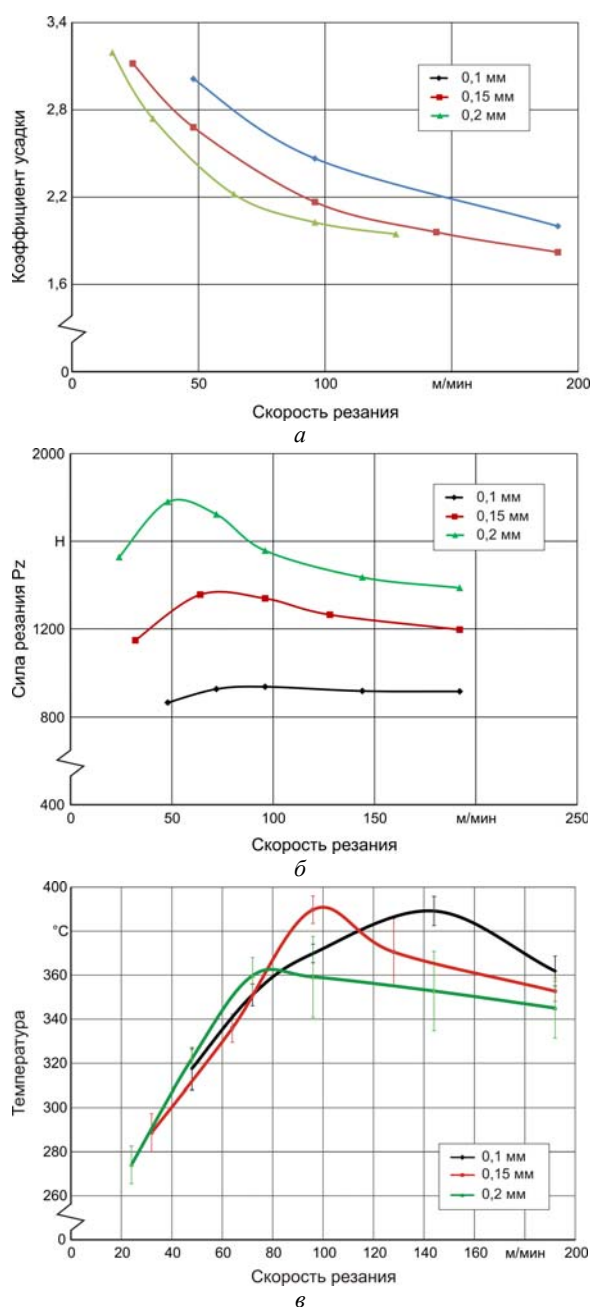 3,4
2,8
2,2
1,6
0
Коэффициент усадки
0,1 мм
0,15 мм
0,2 мм
0 50 100 м/мин 200
Скорость резания
а
2000
Н
1200
800
400
Сила резания Pz
0,1 мм
0,15 мм
0,2 мм
0 50 100 150 м/мин 250
Скорость резания
б
400
°С
360
340
320
300
280
260
0
Температура
0,1 мм
0,15 мм
0,2 мм
0 20 40 60 80 100 120 140 160 м/мин 200
Скорость резания
в